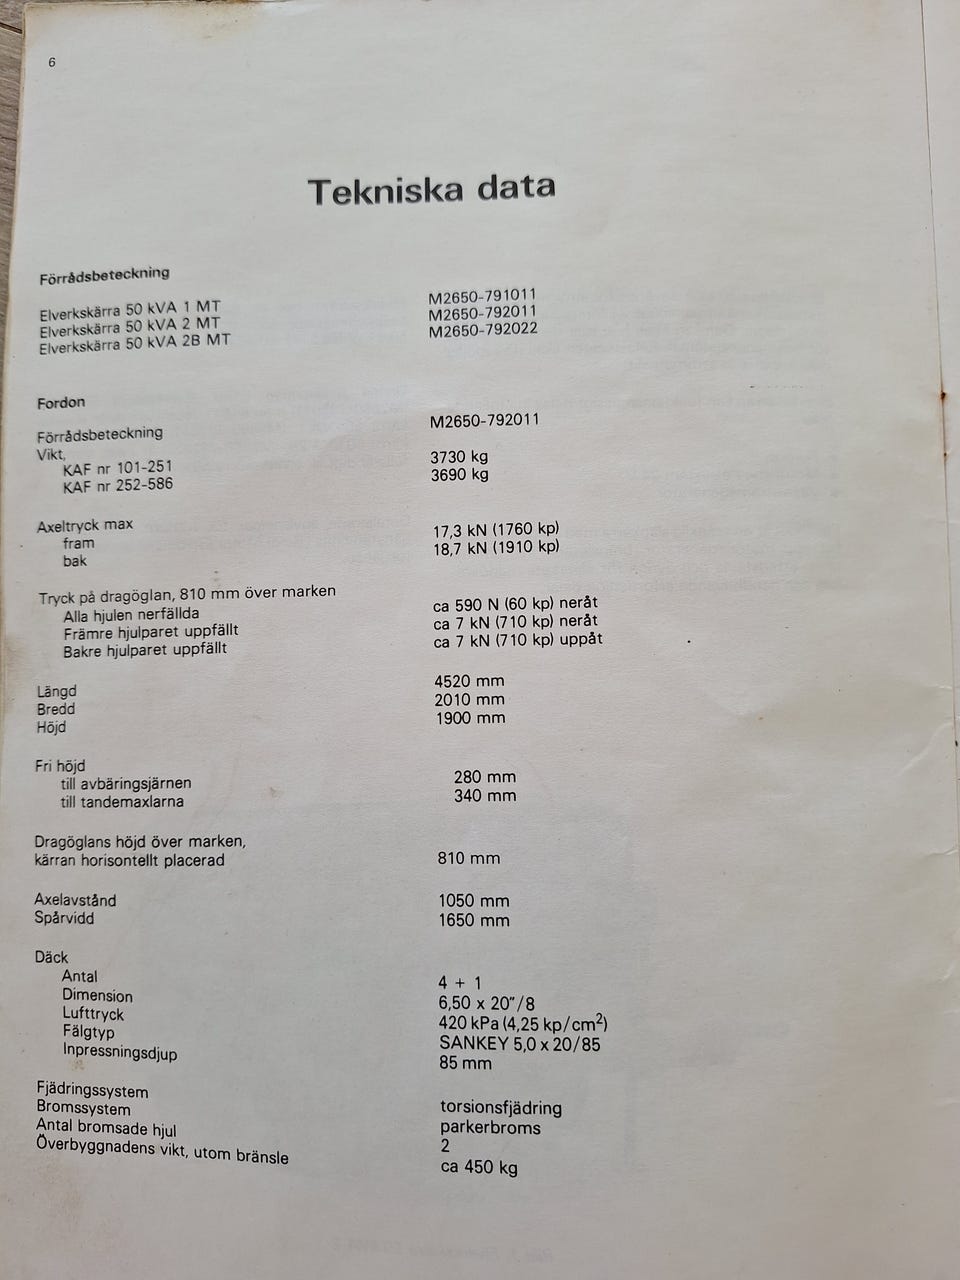 6
Tekniska data
Förrådsbeteckning
Elverkskärra 50 kVA 1 MT M2650-791011
Elverkskärra 50 kVA 2 MT M2650-792011
Elverkskärra 50 kVA 2B MT M2650-792022
Fordon
Förrådsbeteckning M2650-792011
Vikt,
KAF nr 101-251 3730 kg
KAF nr 252-586 3690 kg
Axeltryck max
fram 17,3 kN (1760 kp)
bak 18,7 kN (1910 kp)
Tryck på dragöglan, 810 mm över marken
Alla hjulen nerfällda ca 590 N (60 kp) neråt
Främre hjulparet uppfällt ca 7 kN (710 kp) neråt
Bakre hjulparet uppfällt ca 7 kN (710 kp) uppåt
Längd 4520 mm
Bredd 2010 mm
Höjd 1900 mm
Fri höjd
till avbäringsjärnen 280 mm
till tandemaxlarna 340 mm
Dragöglans höjd över marken,
kärran horisontellt placerad 810 mm
Axelavstånd 1050 mm
Spårvidd 1650 mm
Däck
Antal 4 + 1
Dimension 6,50 x 20"/8
Lufttryck 420 kPa (4,25 kp/cm²)
Fälgtyp SANKEY 5,0 x 20/85
Inpressningsdjup 85 mm
Fjädringssystem torsionsfjädring
Bromssystem parkerbroms
Antal bromsade hjul 2
Överbyggnadens vikt, utom bränsle ca 450 kg